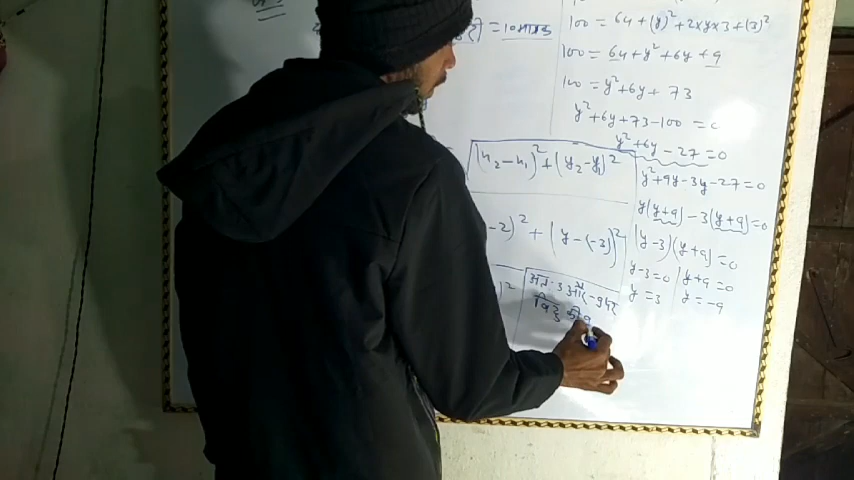 = 10 मात्रक
(x₂-x₁)² + (y₂-y₁)²
-2)² + (y-(-3))²
)²
अतः 3 और -9 पर
बिंदु की
100 = 64 + (y)² + 2×y×3 + (3)²
100 = 64 + y² + 6y + 9
100 = y² + 6y + 73
y² + 6y + 73 - 100 = 0
y² + 6y - 27 = 0
y² + 9y - 3y - 27 = 0
y(y+9) - 3(y+9) = 0
(y-3)(y+9) = 0
y-3=0 | y+9=0
y=3 | y=-9